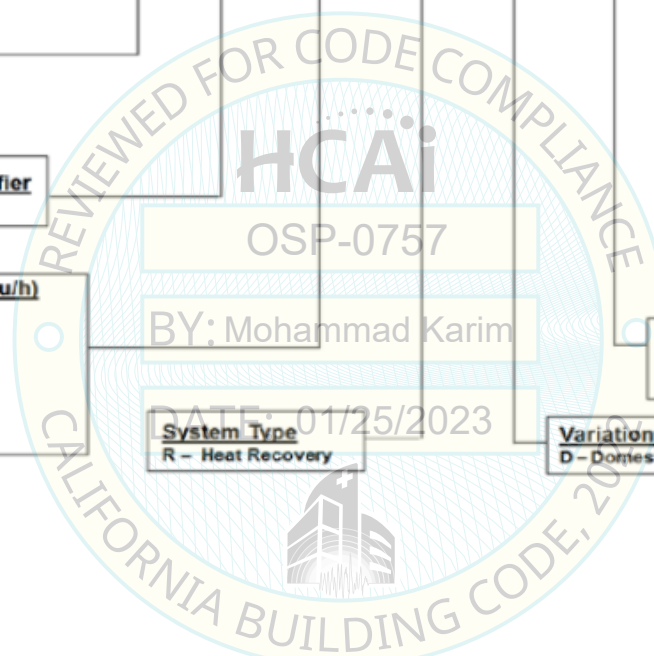 REVIEWED FOR CODE COMPLIANCE
HCAi
fier
OSP-0757
u/h)
BY: Mohammad Karim
DATE: 01/25/2023
System Type
R – Heat Recovery
Variation
D – Domes
CALIFORNIA BUILDING CODE,